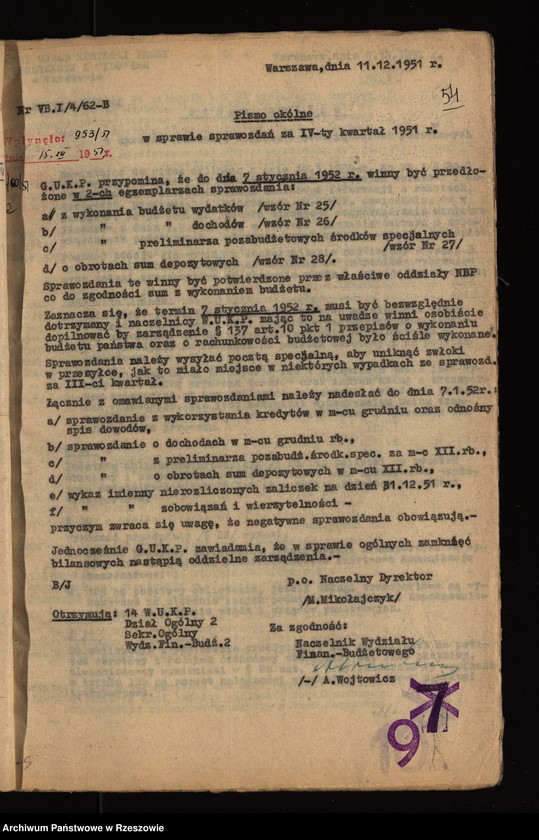 Warszawa,dnia 11.12.1951 r.
54
Nr VB.I/4/62-B
Wpłynęło: 953/51
dnia 15.XII 1951 r.
Pismo okólne
w sprawie sprawozdań za IV-ty kwartał 1951 r.
G.U.K.P. przypomina, że do dnia 7 stycznia 1952 r. winny być przedło-
żone w 2-ch egzemplarzach sprawozdania:
a/ z wykonania budżetu wydatków /wzór Nr 25/
b/ " " dochodów /wzór Nr 26/
c/ " preliminarza pozabudżetowych środków specjalnych
/wzór Nr 27/
d/ o obrotach sum depozytowych /wzór Nr 28/.
Sprawozdania te winny być potwierdzone przez właściwe oddziały NBP
co do zgodności sum z wykonaniem budżetu.
Zaznacza się, że termin 7 stycznia 1952 r. musi być bezwzględnie
dotrzymany i naczelnicy W.U.K.P. mając to na uwadze winni osobiście
dopilnować by zarządzenie § 137 art.10 pkt 1 przepisów o wykonaniu
budżetu państwa oraz o rachunkowości budżetowej było ściśle wykonane.
Sprawozdania należy wysyłać pocztą specjalną, aby uniknąć zwłoki
w przesyłce, jak to miało miejsce w niektórych wypadkach ze sprawozd.
za III-ci kwartał.
Łącznie z omawianymi sprawozdaniami należy nadesłać do dnia 7.1.52r.:
a/ sprawozdanie z wykorzystania kredytów w m-cu grudniu oraz odnośny
spis dowodów,
b/ sprawozdanie o dochodach w m-cu grudniu rb.,
c/ " z preliminarza pozabudż.środk.spec. za m-c XII.rb.,
d/ " o obrotach sum depozytowych w m-cu XII.rb.,
e/ wykaz imienny nierozliczonych zaliczek na dzień 31.12.51 r.,
f/ " " zobowiązań i wierzytelności -
przyczym zwraca się uwagę, że negatywne sprawozdania obowiązują.-
Jednocześnie G.U.K.P. zawiadamia, że w sprawie ogólnych zamknięć
bilansowych nastąpią oddzielne zarządzenia.-
B/J
p.o. Naczelny Dyrektor
/M.Mikołajczyk/
Otrzymują: 14 W.U.K.P.
Dział Ogólny 2
Sekr.Ogólny
Wydz.Fin.-Budż.2
Za zgodność:
Naczelnik Wydziału
Finan.-Budżetowego
/-/ A.Wojtowicz
97
Archiwum Państwowe w Rzeszowie